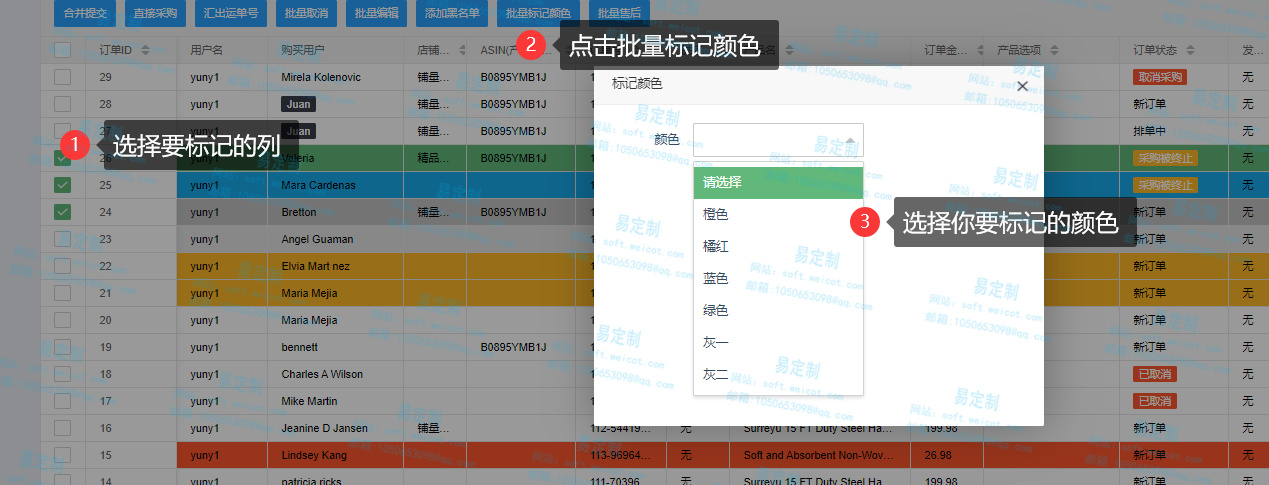 合并提交 直接采购 汇出运单号 批量取消 批量编辑 添加黑名单 批量标记颜色 批量售后
订单ID 用户名 购买用户 店铺... ASIN(产 品名 订单金... 产品选项 订单状态 发...
2 点击批量标记颜色
29 yuny1 Mirela Kolenovic 铺量... B0895YMB1J 取消采购 无
标记颜色
28 yuny1 Juan B0895YMB1J 新订单 无
27 yuny1 Juan B0895YMB1J 排单中 无
颜色
1 选择要标记的列
26 yuny1 Valeria 精品... B0895YMB1J 采购被终止 无
25 yuny1 Mara Cardenas B0895YMB1J 采购被终止 无
请选择
24 yuny1 Bretton 铺量... B0895YMB1J 新订单 无
橙色
3 选择你要标记的颜色
23 yuny1 Angel Guaman 新订单 无
橘红
22 yuny1 Elvia Mart nez 新订单 无
蓝色
21 yuny1 Maria Mejia 新订单 无
绿色
20 yuny1 Maria Mejia 新订单 无
灰一
19 yuny1 bennett B0895YMB1J 新订单 无
灰二
18 yuny1 Charles A Wilson 已取消 无
17 yuny1 Mike Martin 已取消 无
16 yuny1 Jeanine D Jansen 铺量... 112-54419... 无 Surreyu 15 FT Duty Steel Ha... 199.98 新订单 无
15 yuny1 Lindsey Kang 113-96964... 无 Soft and Absorbent Non-Wov... 26.98 新订单 无
14 yuny1 patricia ricks 111-70396 无 Surreyu 15 FT Duty Steel Ha... 199.98 新订单 无
易定制
网站：soft.weicot.com
邮箱:1050653098@qq.com